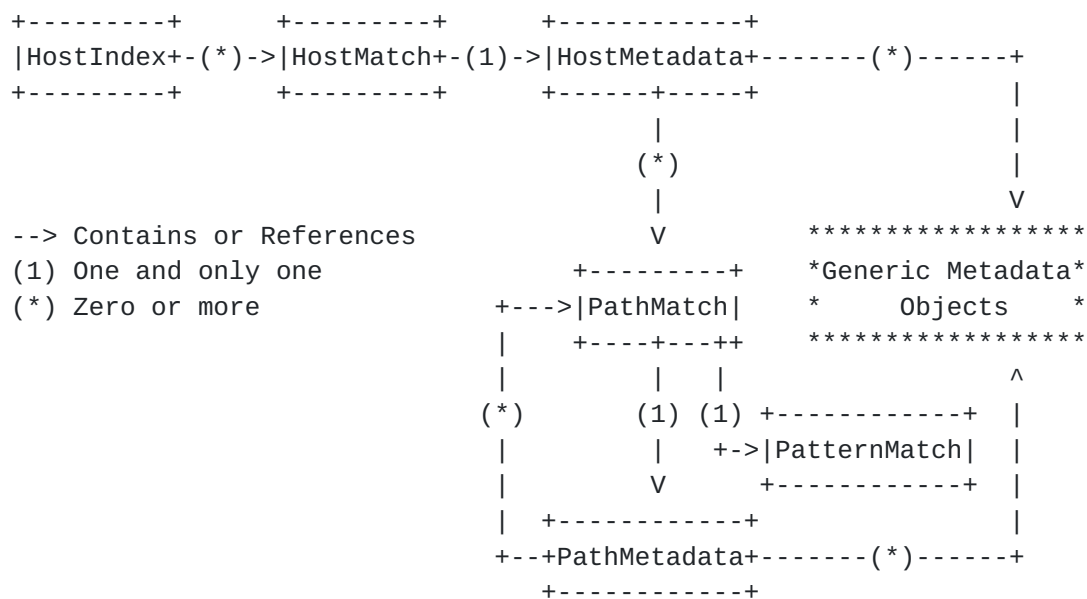 +---------+      +---------+      +------------+
|HostIndex+-(*)->|HostMatch+-(1)->|HostMetadata+-------(*)------+
+---------+      +---------+      +------+-----+                |
                                         |                      |
                                        (*)                     |
                                         |                      V
--> Contains or References               V         ******************
(1) One and only one                +---------+    *Generic Metadata*
(*) Zero or more               +--->|PathMatch|    *     Objects    *
                               |    +----+---++    ******************
                               |         |   |                  ^
                              (*)       (1) (1) +------------+  |
                               |         |   +->|PatternMatch|  |
                               |         V      +------------+  |
                               |  +------------+                |
                               +--+PathMetadata+-------(*)------+
                                  +------------+